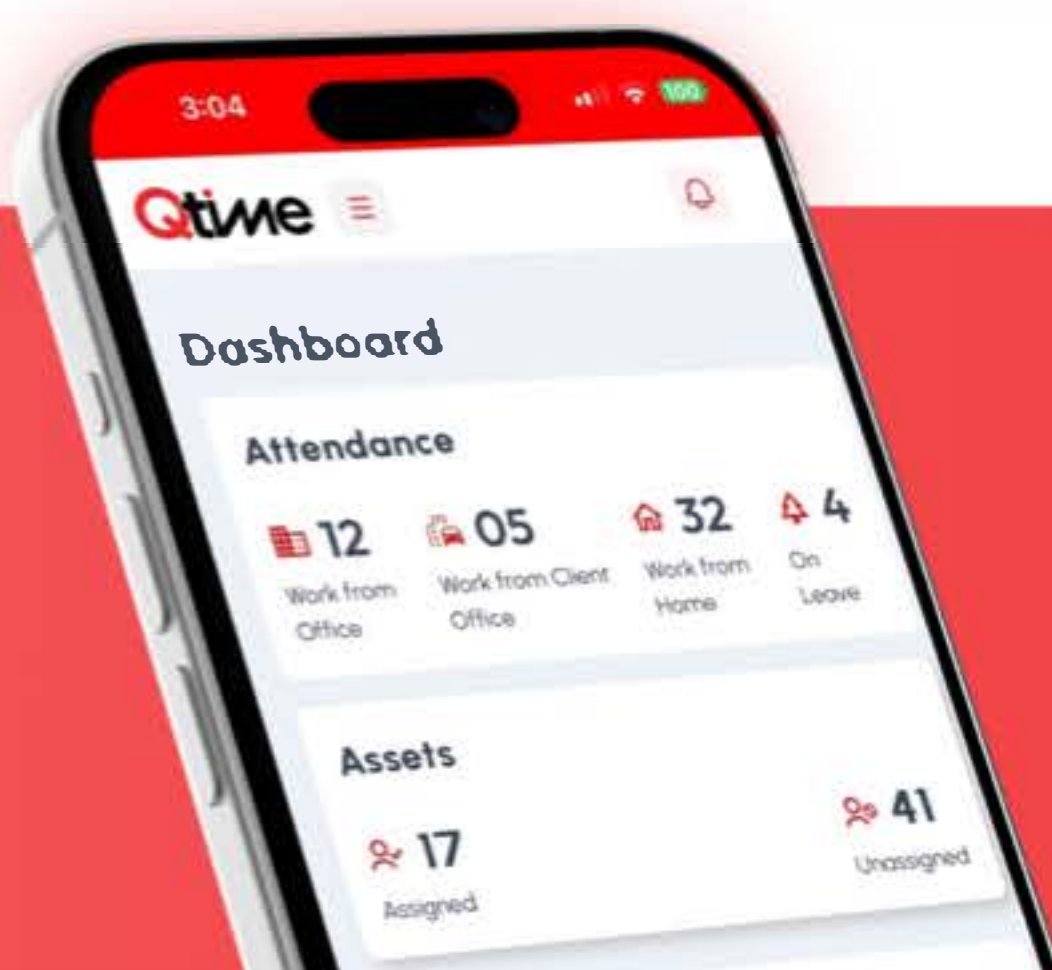 3:04
100
Qtime
Dashboard
Attendance
12 05 32 4
Work from Office
Work from Client Office
Work from Home
On Leave
Assets
17 41
Assigned Unassigned